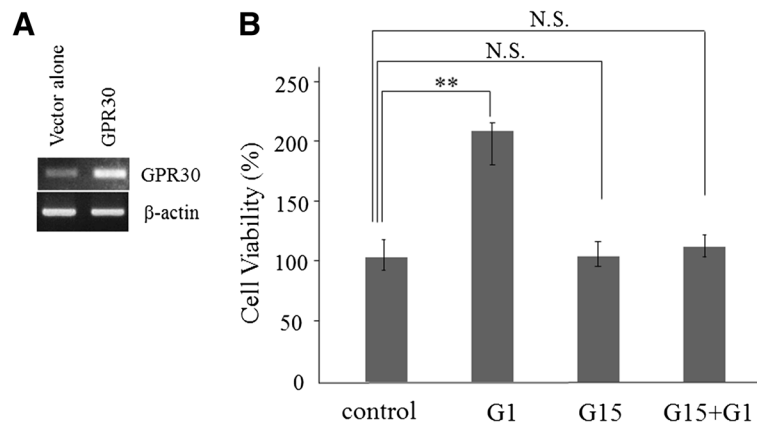 A
Vector alone
GPR30
GPR30
β-actin
B
N.S.
N.S.
**
Cell Viability (%)
250
200
150
100
50
0
control
G1
G15
G15+G1